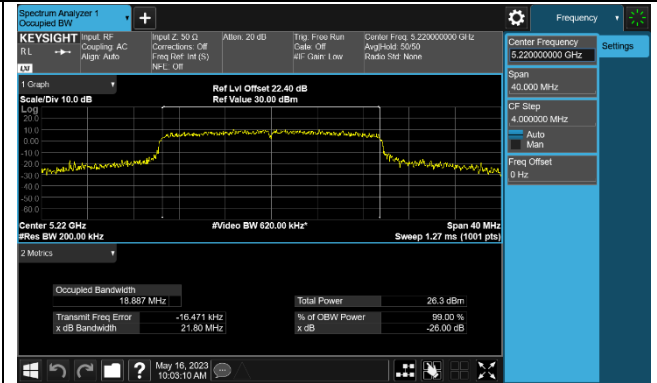 Spectrum Analyzer 1
Occupied BW
+
Frequency
KEYSIGHT
RL
LXI
Input: RF
Coupling: AC
Align: Auto
Input Z: 50 Ω
Corrections: Off
Freq Ref: Int (S)
NFE: Off
Atten: 20 dB
Trig: Free Run
Gate: Off
#IF Gain: Low
Center Freq: 5.220000000 GHz
Avg|Hold: 50/50
Radio Std: None
Center Frequency
5.220000000 GHz
Settings
Span
40.000 MHz
CF Step
4.000000 MHz
Auto
Man
Freq Offset
0 Hz
1 Graph
Scale/Div 10.0 dB
Ref Lvl Offset 22.40 dB
Ref Value 30.00 dBm
Log
20.0
10.0
0.00
-10.0
-20.0
-30.0
-40.0
-50.0
-60.0
Center 5.22 GHz
#Video BW 620.00 kHz*
Span 40 MHz
#Res BW 200.00 kHz
Sweep 1.27 ms (1001 pts)
2 Metrics
Occupied Bandwidth
18.887 MHz
Total Power 26.3 dBm
Transmit Freq Error -16.471 kHz
% of OBW Power 99.00 %
x dB Bandwidth 21.80 MHz
x dB -26.00 dB
?
May 16, 2023
10:03:10 AM